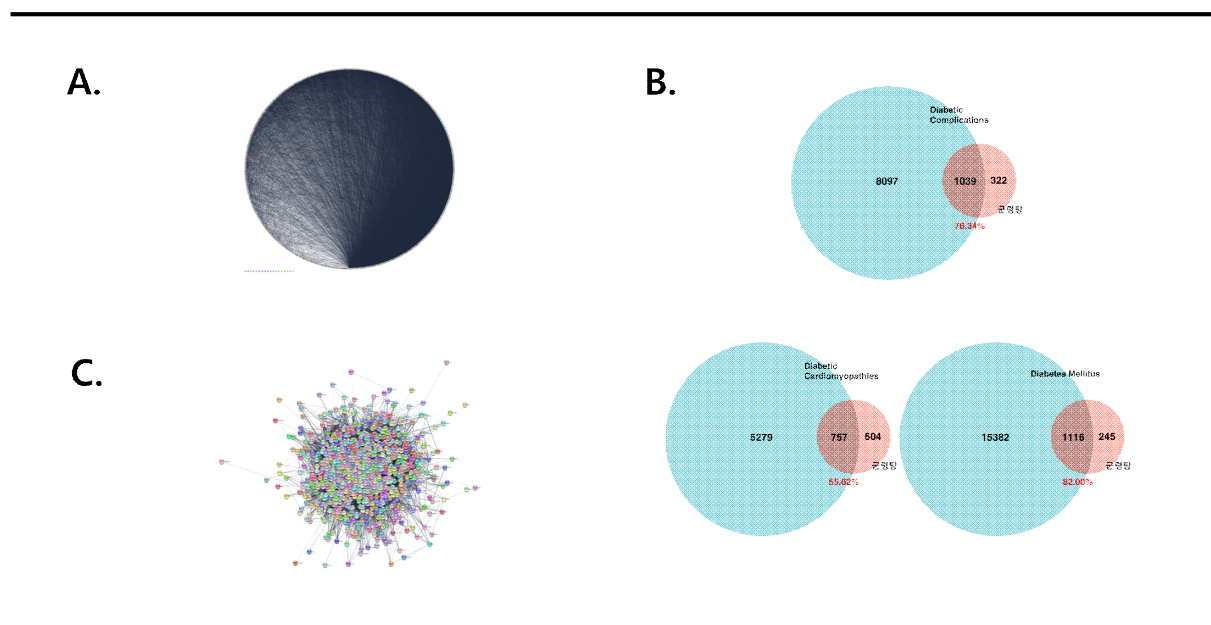 A.
B.
Diabetic
Complications
8097
1039
322
군령탕
76.34%
C.
Diabetic
Cardiomyopathies
5279
757
504
군령탕
55.62%
Diabetes Mellitus
15382
1116
245
군령탕
82.00%